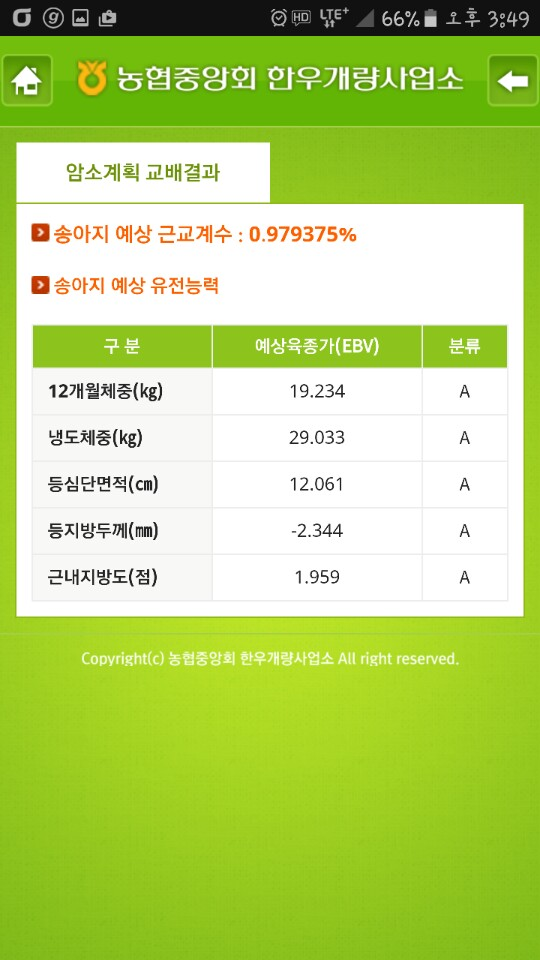 66% 오후 3:49
농협중앙회 한우개량사업소
암소계획 교배결과
송아지 예상 근교계수 : 0.979375%
송아지 예상 유전능력
구 분 예상육종가(EBV) 분류
12개월체중(㎏) 19.234 A
냉도체중(㎏) 29.033 A
등심단면적(㎝) 12.061 A
등지방두께(㎜) -2.344 A
근내지방도(점) 1.959 A
Copyright(c) 농협중앙회 한우개량사업소 All right reserved.